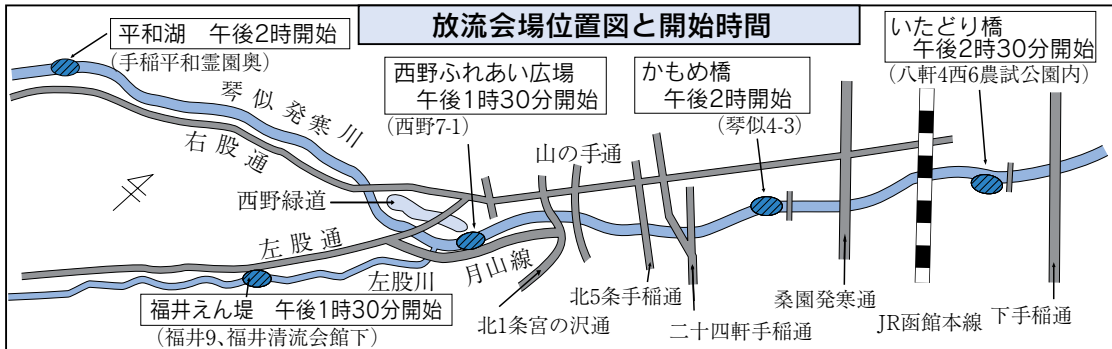 放流会場位置図と開始時間
平和湖　午後2時開始
(手稲平和霊園奥)
西野ふれあい広場
午後1時30分開始
(西野7-1)
かもめ橋
午後2時開始
(琴似4-3)
いたどり橋
午後2時30分開始
(八軒4西6農試公園内)
琴似発寒川
右股通
山の手通
西野緑道
左股通
左股川
月山線
福井えん堤　午後1時30分開始
(福井9、福井清流会館下)
北1条宮の沢通
北5条手稲通
二十四軒手稲通
桑園発寒通
JR函館本線
下手稲通